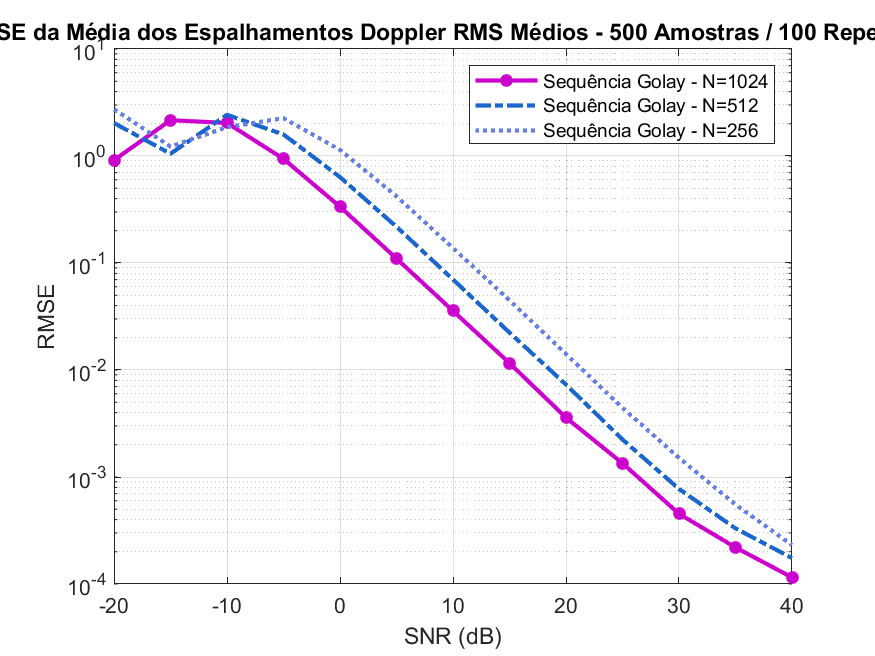 SE da Média dos Espalhamentos Doppler RMS Médios - 500 Amostras / 100 Repe
10^1
10^0
10^-1
10^-2
10^-3
10^-4
RMSE
Sequência Golay - N=1024
Sequência Golay - N=512
Sequência Golay - N=256
-20 -10 0 10 20 30 40
SNR (dB)